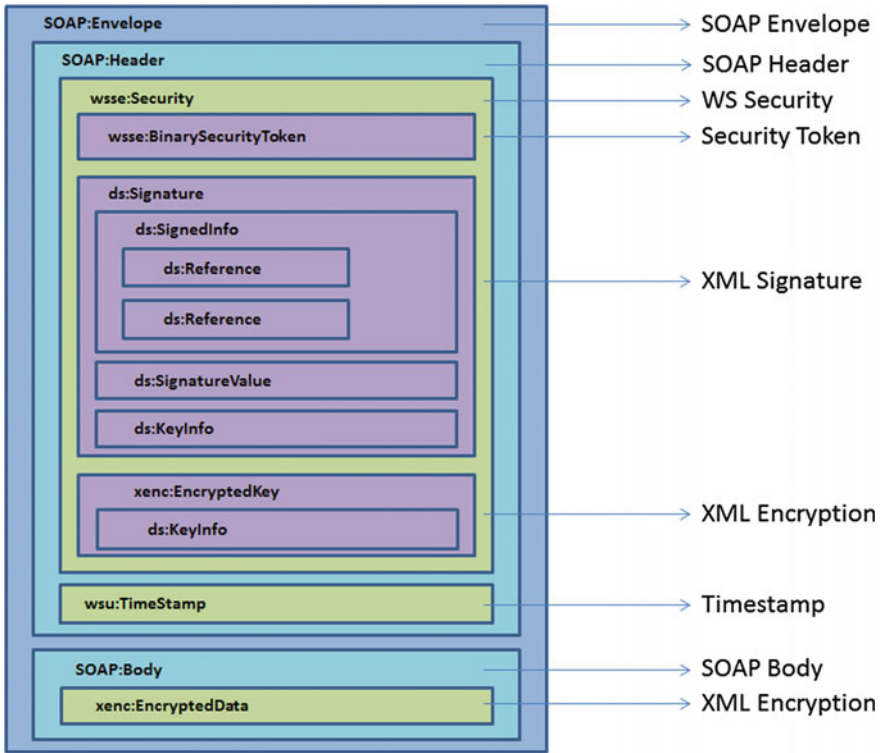 SOAP:Envelope
SOAP Envelope
SOAP:Header
SOAP Header
wsse:Security
WS Security
wsse:BinarySecurityToken
Security Token
ds:Signature
ds:SignedInfo
ds:Reference
XML Signature
ds:Reference
ds:SignatureValue
ds:KeyInfo
xenc:EncryptedKey
XML Encryption
ds:KeyInfo
wsu:TimeStamp
Timestamp
SOAP:Body
SOAP Body
xenc:EncryptedData
XML Encryption